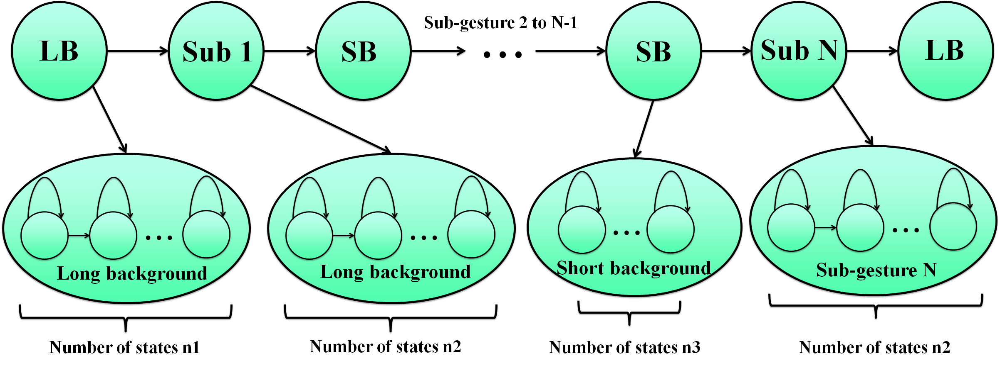 Sub-gesture 2 to N-1
LB
Sub 1
SB
...
SB
Sub N
LB
...
...
...
...
Long background
Long background
Short background
Sub-gesture N
Number of states n1
Number of states n2
Number of states n3
Number of states n2